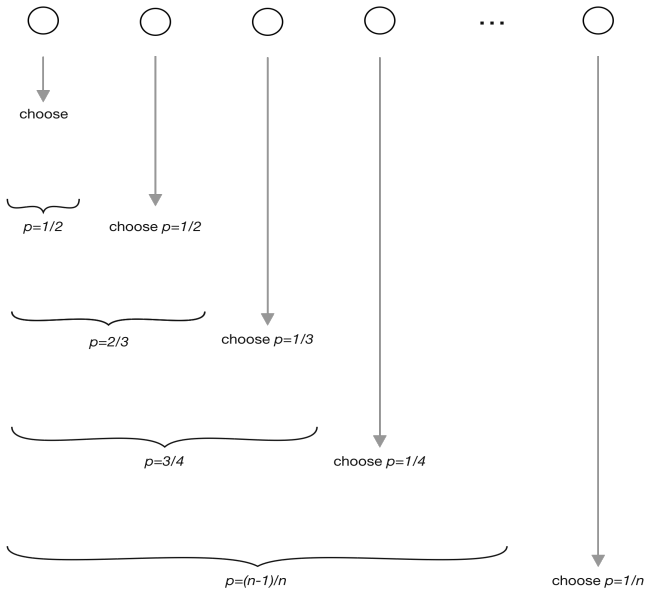 ...
choose
p=1/2 choose p=1/2
p=2/3 choose p=1/3
p=3/4 choose p=1/4
p=(n-1)/n choose p=1/n